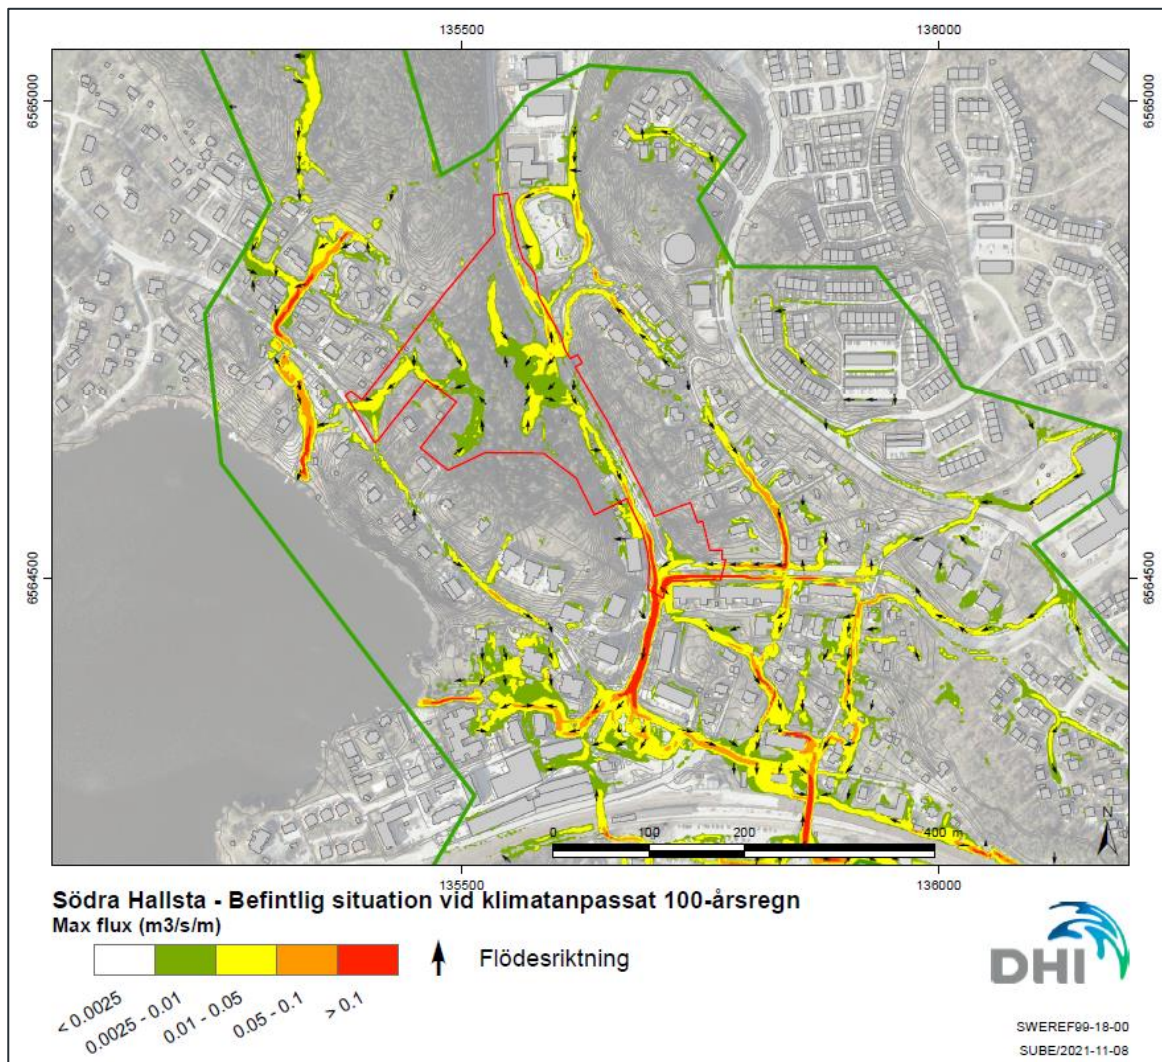 135500
136000
6565000
6565000
6564500
6564500
N
0
100
200
400 m
135500
136000
Södra Hallsta - Befintlig situation vid klimatanpassat 100-årsregn
Max flux (m3/s/m)
Flödesriktning
< 0.0025
0.0025 - 0.01
0.01 - 0.05
0.05 - 0.1
> 0.1
DHI
SWEREF99-18-00
SUBE/2021-11-08